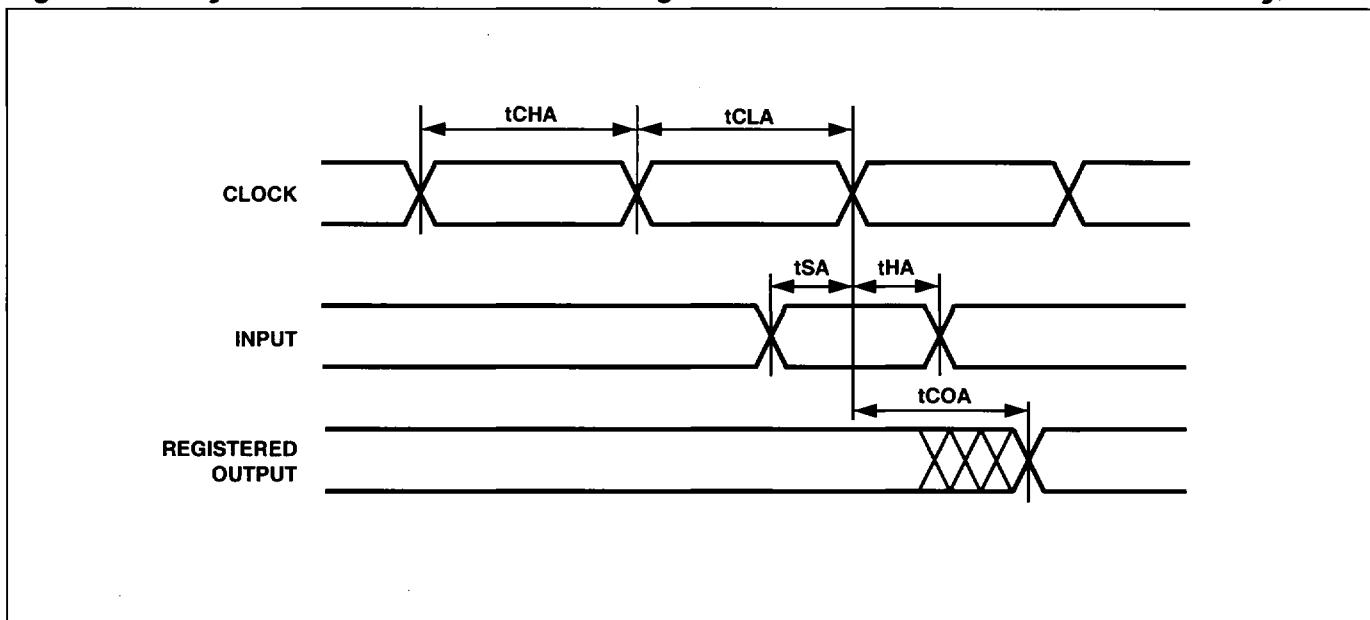 tCHA tCLA
CLOCK
tSA tHA
INPUT
tCOA
REGISTERED
OUTPUT